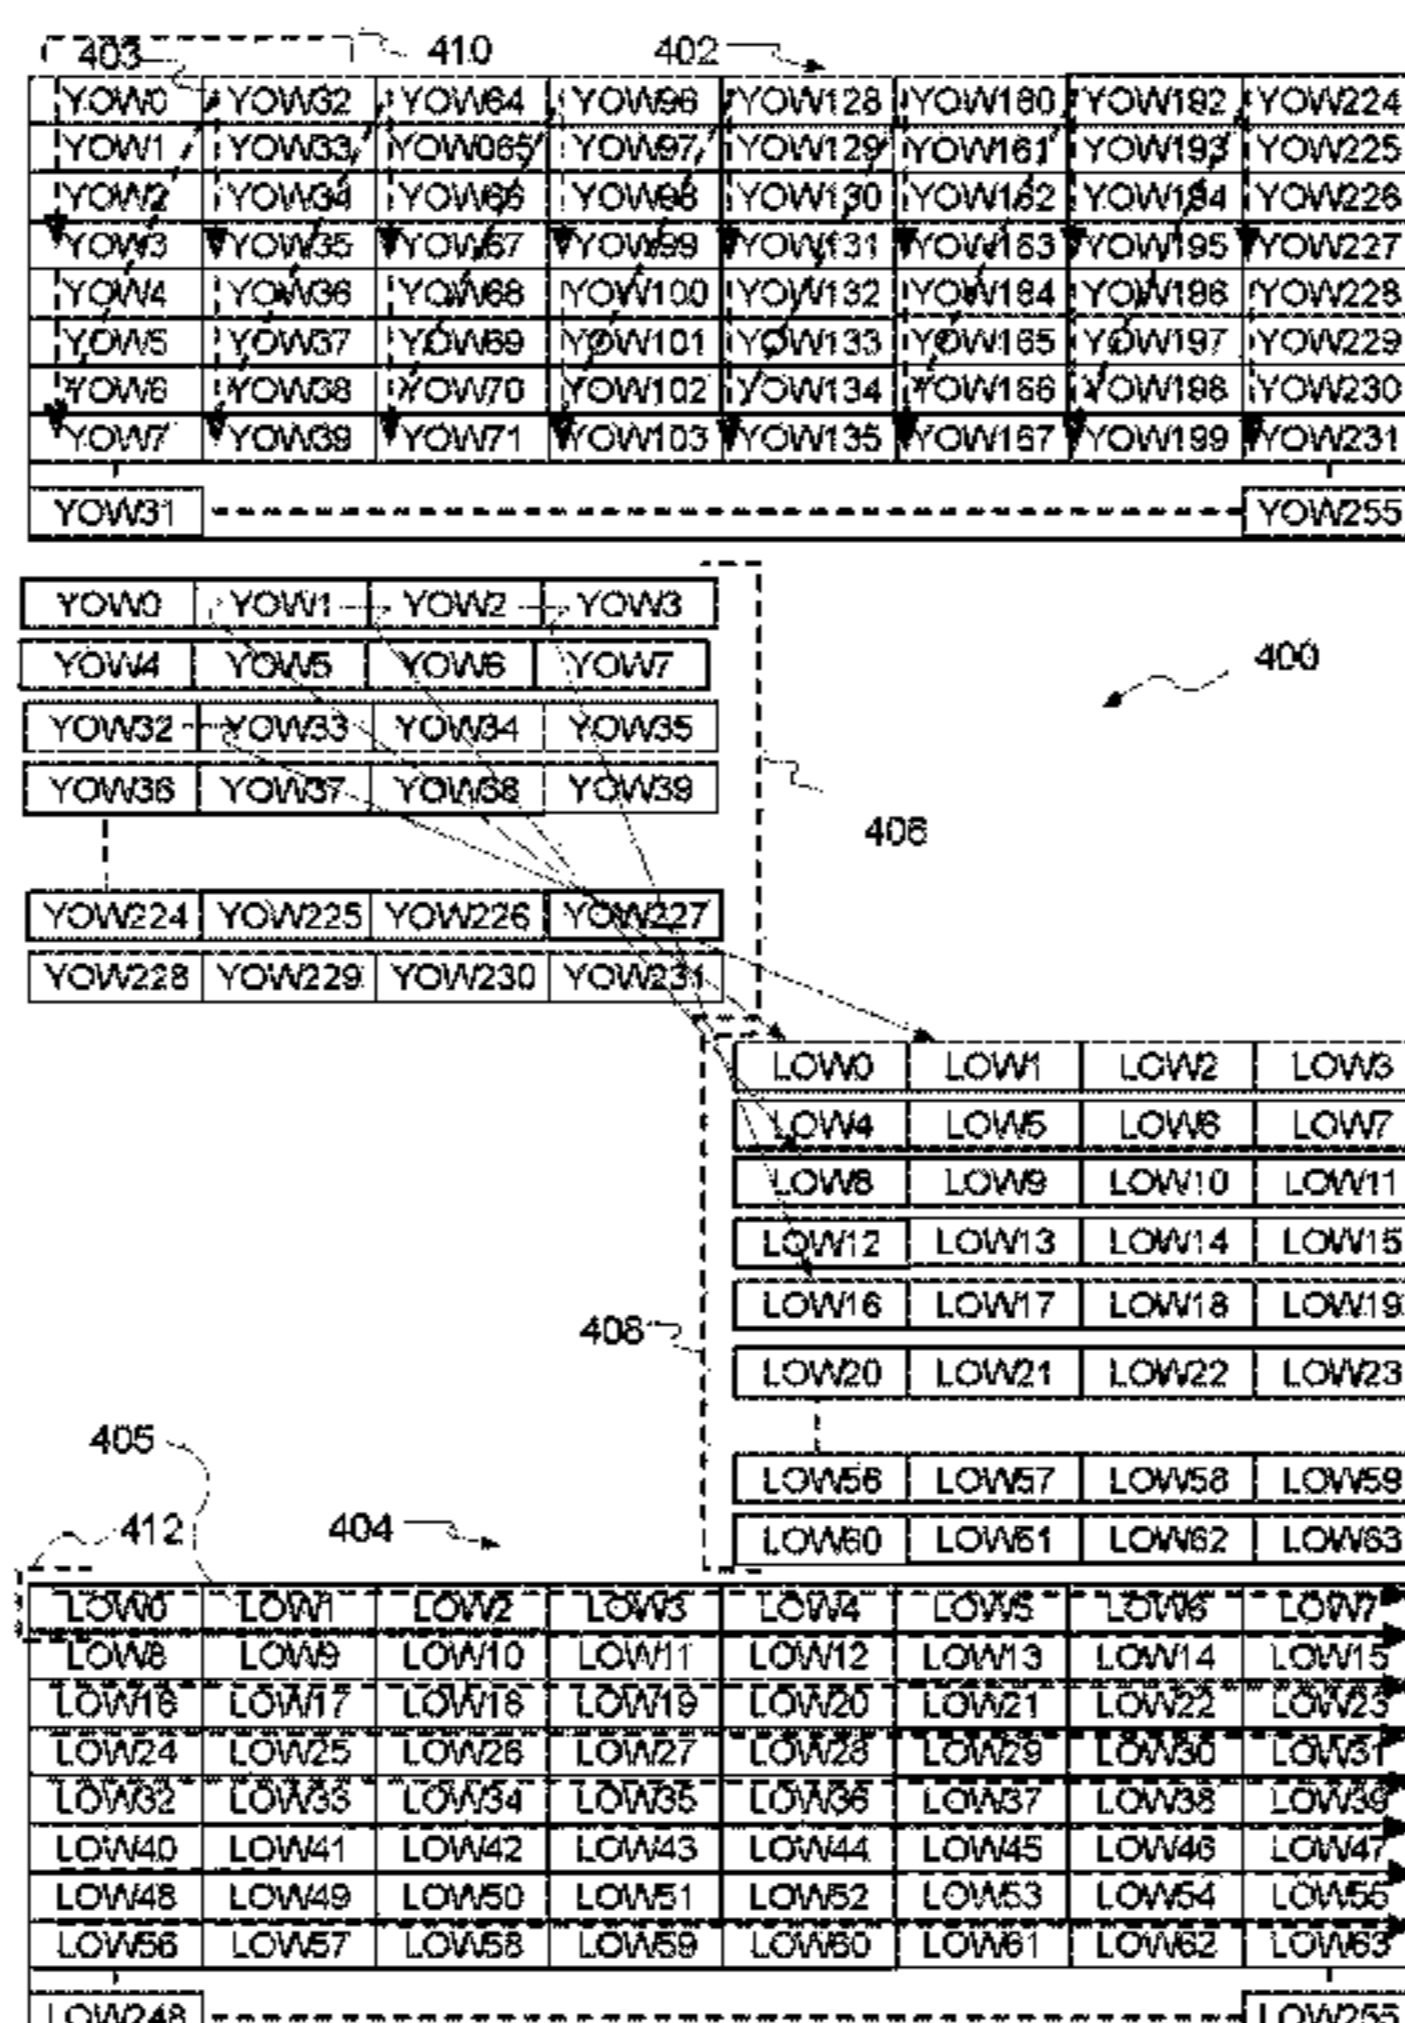 403 410 402
YOW0 YOW32 YOW64 YOW96 YOW128 YOW160 YOW192 YOW224
YOW1 YOW33 YOW065 YOW97 YOW129 YOW161 YOW193 YOW225
YOW2 YOW34 YOW66 YOW98 YOW130 YOW162 YOW194 YOW226
YOW3 YOW35 YOW67 YOW99 YOW131 YOW163 YOW195 YOW227
YOW4 YOW36 YOW68 YOW100 YOW132 YOW164 YOW196 YOW228
YOW5 YOW37 YOW69 YOW101 YOW133 YOW165 YOW197 YOW229
YOW6 YOW38 YOW70 YOW102 YOW134 YOW166 YOW198 YOW230
YOW7 YOW39 YOW71 YOW103 YOW135 YOW167 YOW199 YOW231
YOW31 YOW255
YOW0 YOW1 YOW2 YOW3
YOW4 YOW5 YOW6 YOW7
400
YOW32 YOW33 YOW34 YOW35
YOW36 YOW37 YOW38 YOW39
406
YOW224 YOW225 YOW226 YOW227
YOW228 YOW229 YOW230 YOW231
LOW0 LOW1 LOW2 LOW3
LOW4 LOW5 LOW6 LOW7
LOW8 LOW9 LOW10 LOW11
LOW12 LOW13 LOW14 LOW15
LOW16 LOW17 LOW18 LOW19
408
LOW20 LOW21 LOW22 LOW23
405
LOW56 LOW57 LOW58 LOW59
412 404
LOW60 LOW61 LOW62 LOW63
LOW0 LOW1 LOW2 LOW3 LOW4 LOW5 LOW6 LOW7
LOW8 LOW9 LOW10 LOW11 LOW12 LOW13 LOW14 LOW15
LOW16 LOW17 LOW18 LOW19 LOW20 LOW21 LOW22 LOW23
LOW24 LOW25 LOW26 LOW27 LOW28 LOW29 LOW30 LOW31
LOW32 LOW33 LOW34 LOW35 LOW36 LOW37 LOW38 LOW39
LOW40 LOW41 LOW42 LOW43 LOW44 LOW45 LOW46 LOW47
LOW48 LOW49 LOW50 LOW51 LOW52 LOW53 LOW54 LOW55
LOW56 LOW57 LOW58 LOW59 LOW60 LOW61 LOW62 LOW63
LOW248 LOW255